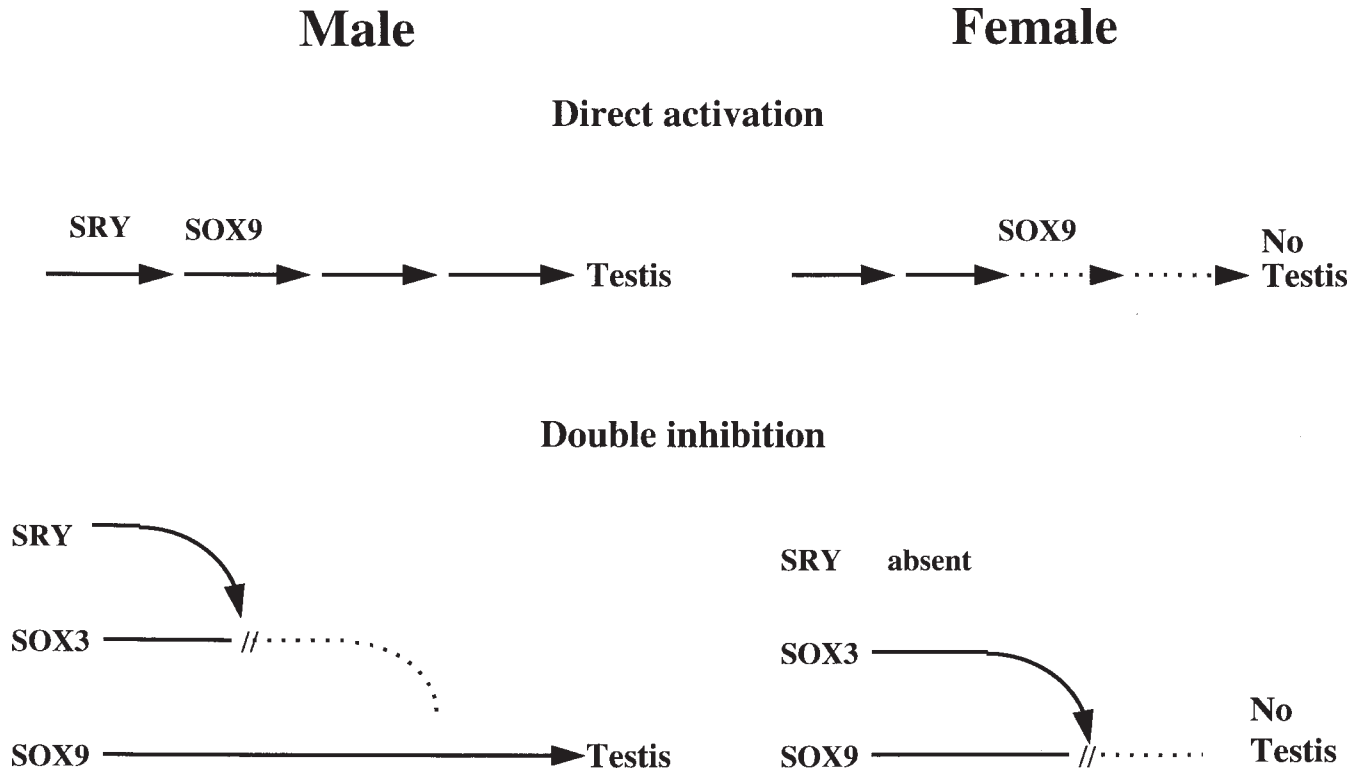 Male
Female
Direct activation
SRY SOX9
Testis
SOX9
No
Testis
Double inhibition
SRY
SOX3
//
SOX9
Testis
SRY absent
SOX3
SOX9
//
No
Testis